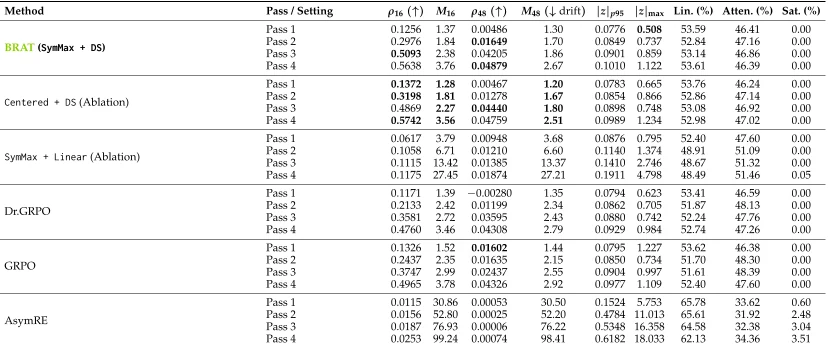 Method Pass / Setting ρ16 (↑) M16 ρ48 (↑) M48 (↓ drift) |z|p95 |z|max Lin. (%) Atten. (%) Sat. (%)
Pass 1 0.1256 1.37 0.00486 1.30 0.0776 0.508 53.59 46.41 0.00
BRAT (SymMax + DS) Pass 2 0.2976 1.84 0.01649 1.70 0.0849 0.737 52.84 47.16 0.00
Pass 3 0.5093 2.38 0.04205 1.86 0.0901 0.859 53.14 46.86 0.00
Pass 4 0.5638 3.76 0.04879 2.67 0.1010 1.122 53.61 46.39 0.00
Pass 1 0.1372 1.28 0.00467 1.20 0.0783 0.665 53.76 46.24 0.00
Centered + DS (Ablation) Pass 2 0.3198 1.81 0.01278 1.67 0.0854 0.866 52.86 47.14 0.00
Pass 3 0.4869 2.27 0.04440 1.80 0.0898 0.748 53.08 46.92 0.00
Pass 4 0.5742 3.56 0.04759 2.51 0.0989 1.234 52.98 47.02 0.00
Pass 1 0.0617 3.79 0.00948 3.68 0.0876 0.795 52.40 47.60 0.00
SymMax + Linear (Ablation) Pass 2 0.1058 6.71 0.01210 6.60 0.1140 1.374 48.91 51.09 0.00
Pass 3 0.1115 13.42 0.01385 13.37 0.1410 2.746 48.67 51.32 0.00
Pass 4 0.1175 27.45 0.01874 27.21 0.1911 4.798 48.49 51.46 0.05
Pass 1 0.1171 1.39 −0.00280 1.35 0.0794 0.623 53.41 46.59 0.00
Dr.GRPO Pass 2 0.2133 2.42 0.01199 2.34 0.0862 0.705 51.87 48.13 0.00
Pass 3 0.3581 2.72 0.03595 2.43 0.0880 0.742 52.24 47.76 0.00
Pass 4 0.4760 3.46 0.04308 2.79 0.0929 0.984 52.74 47.26 0.00
Pass 1 0.1326 1.52 0.01602 1.44 0.0795 1.227 53.62 46.38 0.00
GRPO Pass 2 0.2437 2.35 0.01635 2.15 0.0850 0.734 51.70 48.30 0.00
Pass 3 0.3747 2.99 0.02437 2.55 0.0904 0.997 51.61 48.39 0.00
Pass 4 0.4965 3.78 0.04326 2.92 0.0977 1.109 52.40 47.60 0.00
Pass 1 0.0115 30.86 0.00053 30.50 0.1524 5.753 65.78 33.62 0.60
AsymRE Pass 2 0.0156 52.80 0.00025 52.20 0.4784 11.013 65.61 31.92 2.48
Pass 3 0.0187 76.93 0.00006 76.22 0.5348 16.358 64.58 32.38 3.04
Pass 4 0.0253 99.24 0.00074 98.41 0.6182 18.033 62.13 34.36 3.51